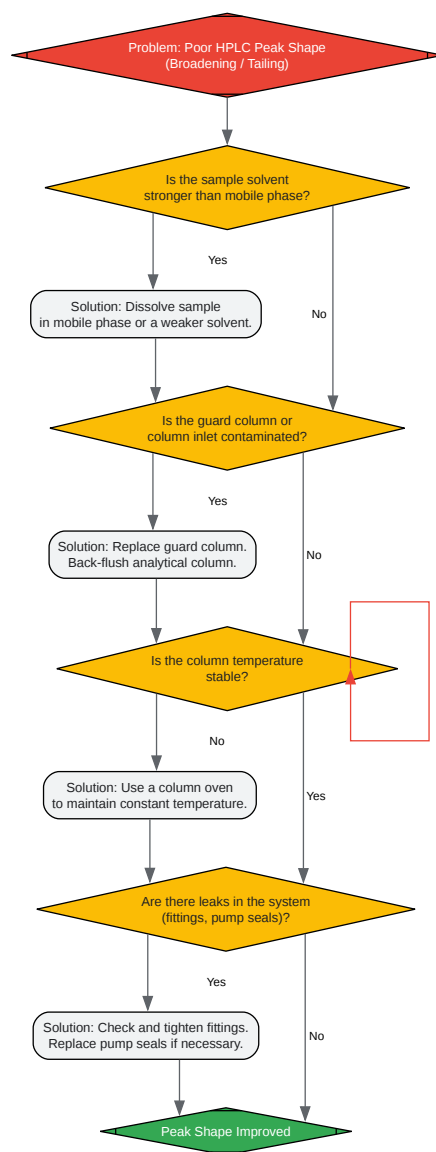 Problem: Poor HPLC Peak Shape
(Broadening / Tailing)
Is the sample solvent
stronger than mobile phase?
Yes
Solution: Dissolve sample
in mobile phase or a weaker solvent.
No
Is the guard column or
column inlet contaminated?
Yes
Solution: Replace guard column.
Back-flush analytical column.
No
Is the column temperature
stable?
No
Solution: Use a column oven
to maintain constant temperature.
Yes
Are there leaks in the system
(fittings, pump seals)?
Yes
Solution: Check and tighten fittings.
Replace pump seals if necessary.
No
Peak Shape Improved